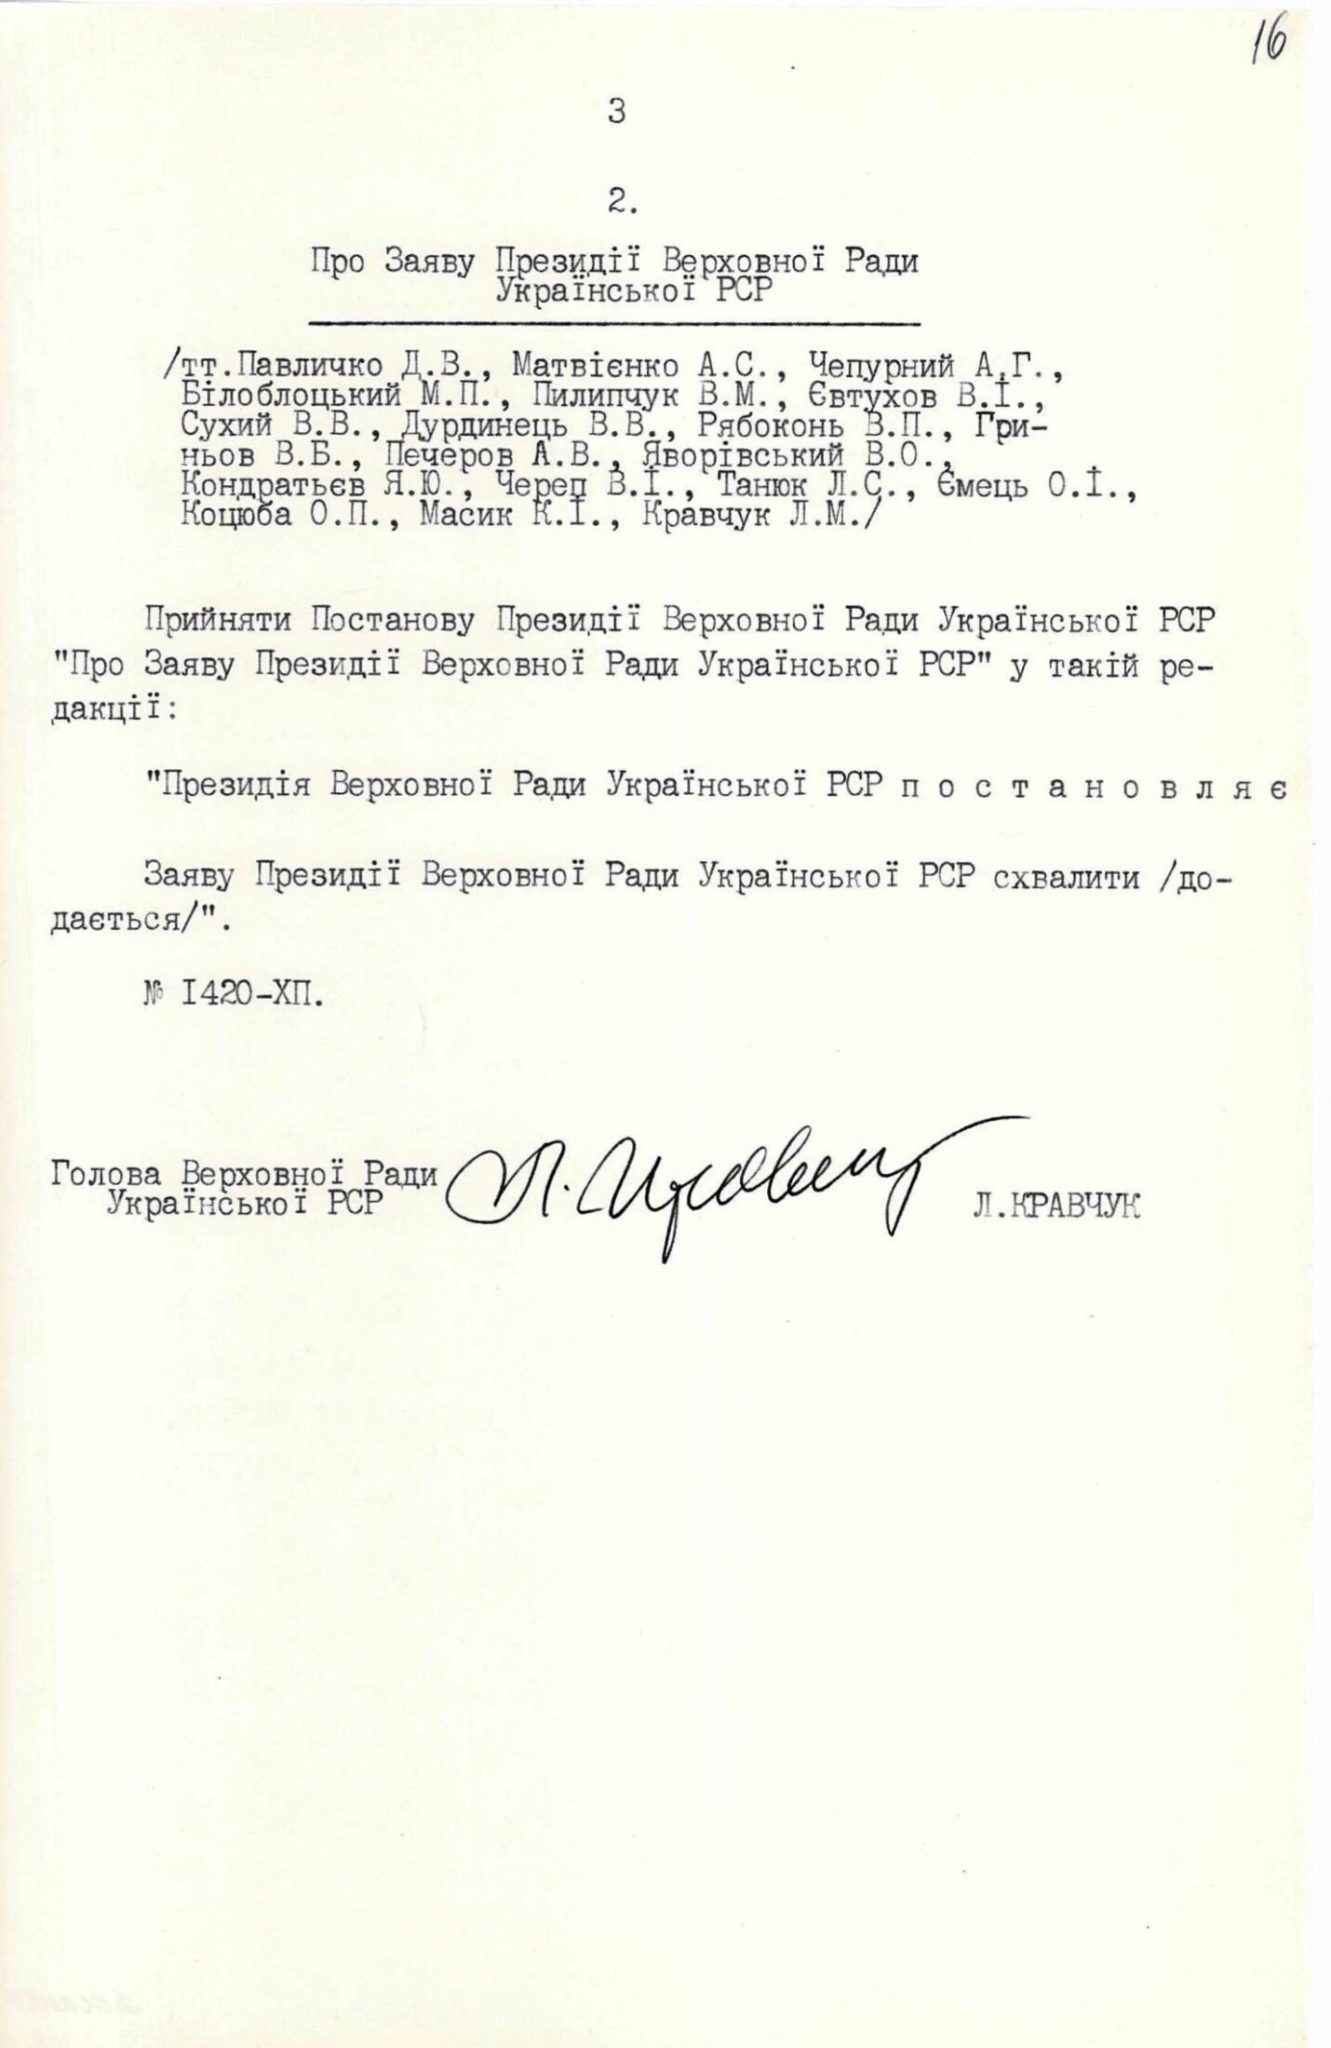 16
3
2.
Про Заяву Президії Верховної Ради
Української РСР
/тт.Павличко Д.В., Матвієнко А.С., Чепурний А.Г.,
Білоблоцький М.П., Пилипчук В.М., Євтухов В.І.,
Сухий В.В., Дурдинець В.В., Рябоконь В.П., Гри-
ньов В.Б., Печеров А.В., Яворівський В.О.,
Кондратьєв Я.Ю., Череп В.І., Танюк Л.С., Ємець О.І.,
Коцюба О.П., Масик К.І., Кравчук Л.М./
Прийняти Постанову Президії Верховної Ради Української РСР
"Про Заяву Президії Верховної Ради Української РСР" у такій ре-
дакції:
"Президія Верховної Ради Української РСР п о с т а н о в л я є
Заяву Президії Верховної Ради Української РСР схвалити /до-
дається/".
№ I420-ХП.
Голова Верховної Ради
Української РСР
Л. Кравчук
Л.КРАВЧУК